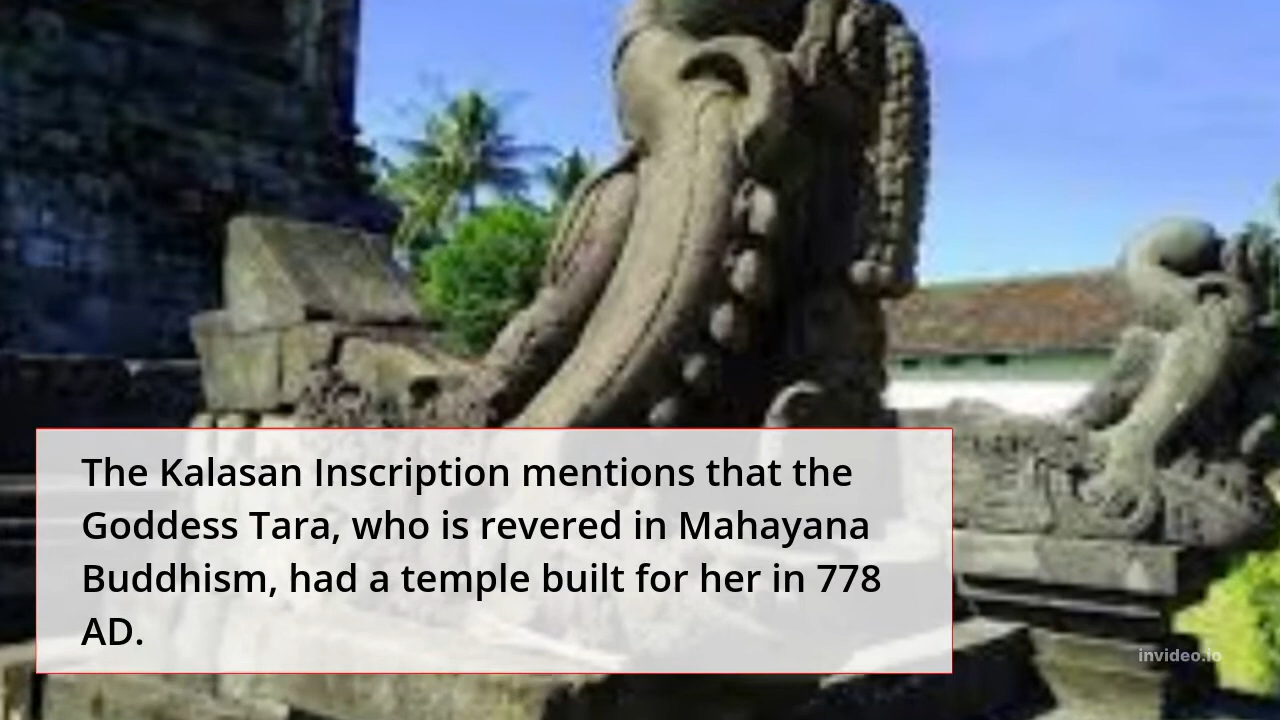 The Kalasan Inscription mentions that the
Goddess Tara, who is revered in Mahayana
Buddhism, had a temple built for her in 778
AD.
invideo.io